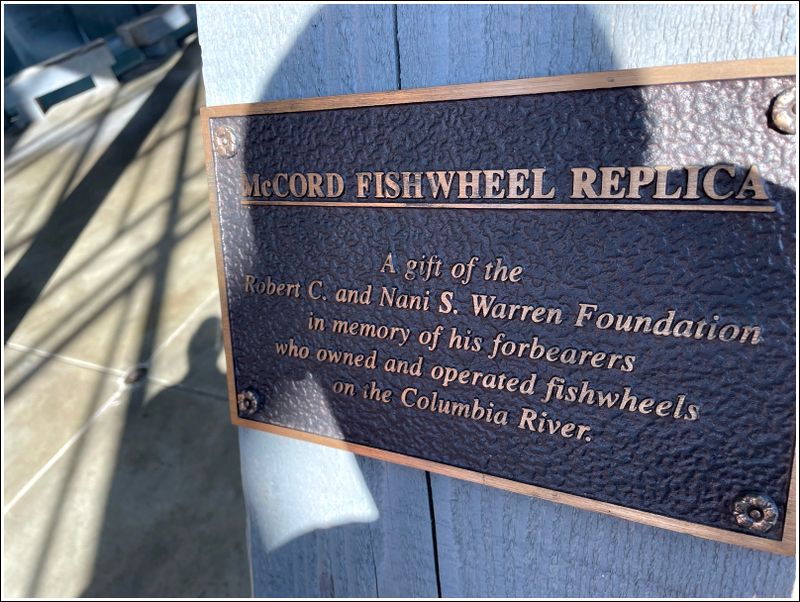 McCORD FISHWHEEL REPLICA
A gift of the
Robert C. and Nani S. Warren Foundation
in memory of his forbearers
who owned and operated fishwheels
on the Columbia River.